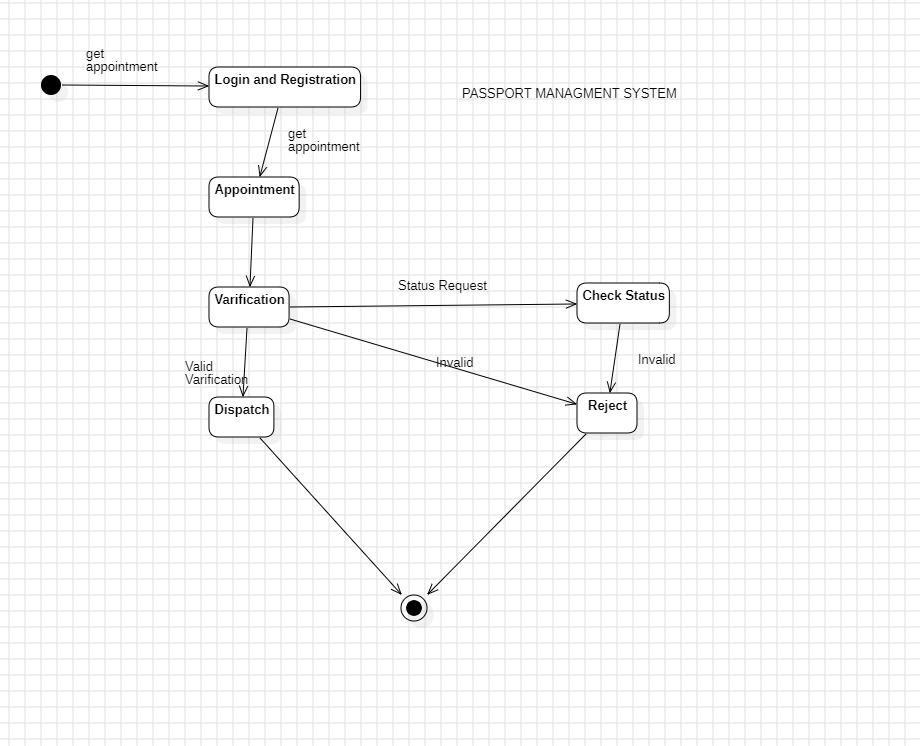 get
appointment
Login and Registration
PASSPORT MANAGMENT SYSTEM
get
appointment
Appointment
Status Request
Varification
Check Status
Invalid
Invalid
Valid
Varification
Dispatch
Reject